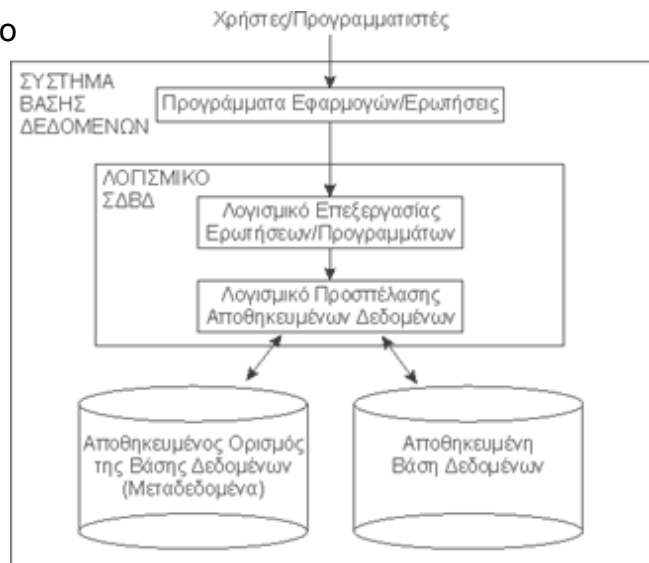 ο
Χρήστες/Προγραμματιστές
ΣΥΣΤΗΜΑ
ΒΑΣΗΣ
ΔΕΔΟΜΕΝΩΝ
Προγράμματα Εφαρμογών/Ερωτήσεις
ΛΟΓΙΣΜΙΚΟ
ΣΔΒΔ
Λογισμικό Επεξεργασίας
Ερωτήσεων/Προγραμμάτων
Λογισμικό Προσπέλασης
Αποθηκευμένων Δεδομένων
Αποθηκευμένος Ορισμός
της Βάσης Δεδομένων
(Μεταδεδομένα)
Αποθηκευμένη
Βάση Δεδομένων